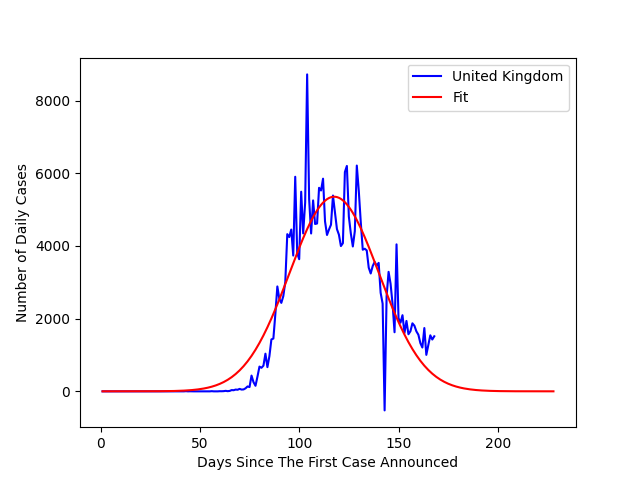 United Kingdom
Fit
8000
6000
4000
2000
0
Number of Daily Cases
0
50
100
150
200
Days Since The First Case Announced